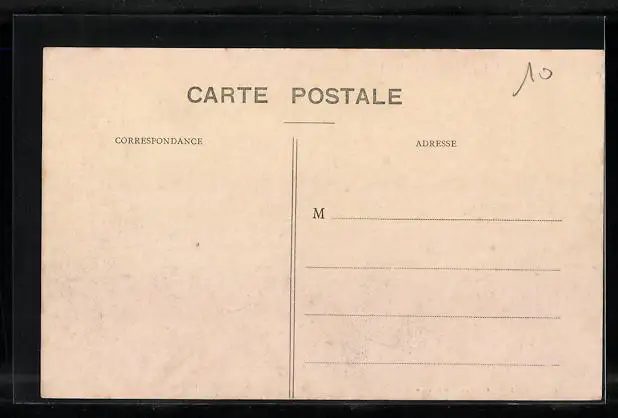 10
CARTE POSTALE
CORRESPONDANCE
ADRESSE
M